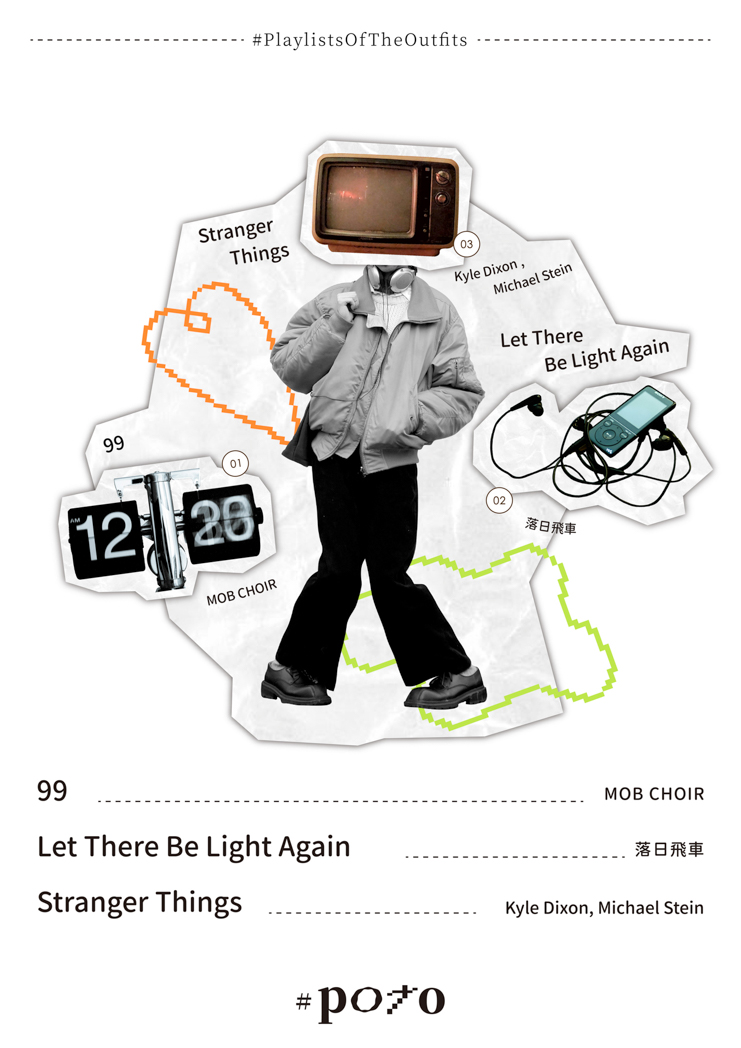 #PlaylistsOfTheOutfits
Stranger
Things
03
Kyle Dixon ,
Michael Stein
Let There
Be Light Again
99
01
AM
12
02
落日飛車
MOB CHOIR
99 MOB CHOIR
Let There Be Light Again 落日飛車
Stranger Things Kyle Dixon, Michael Stein